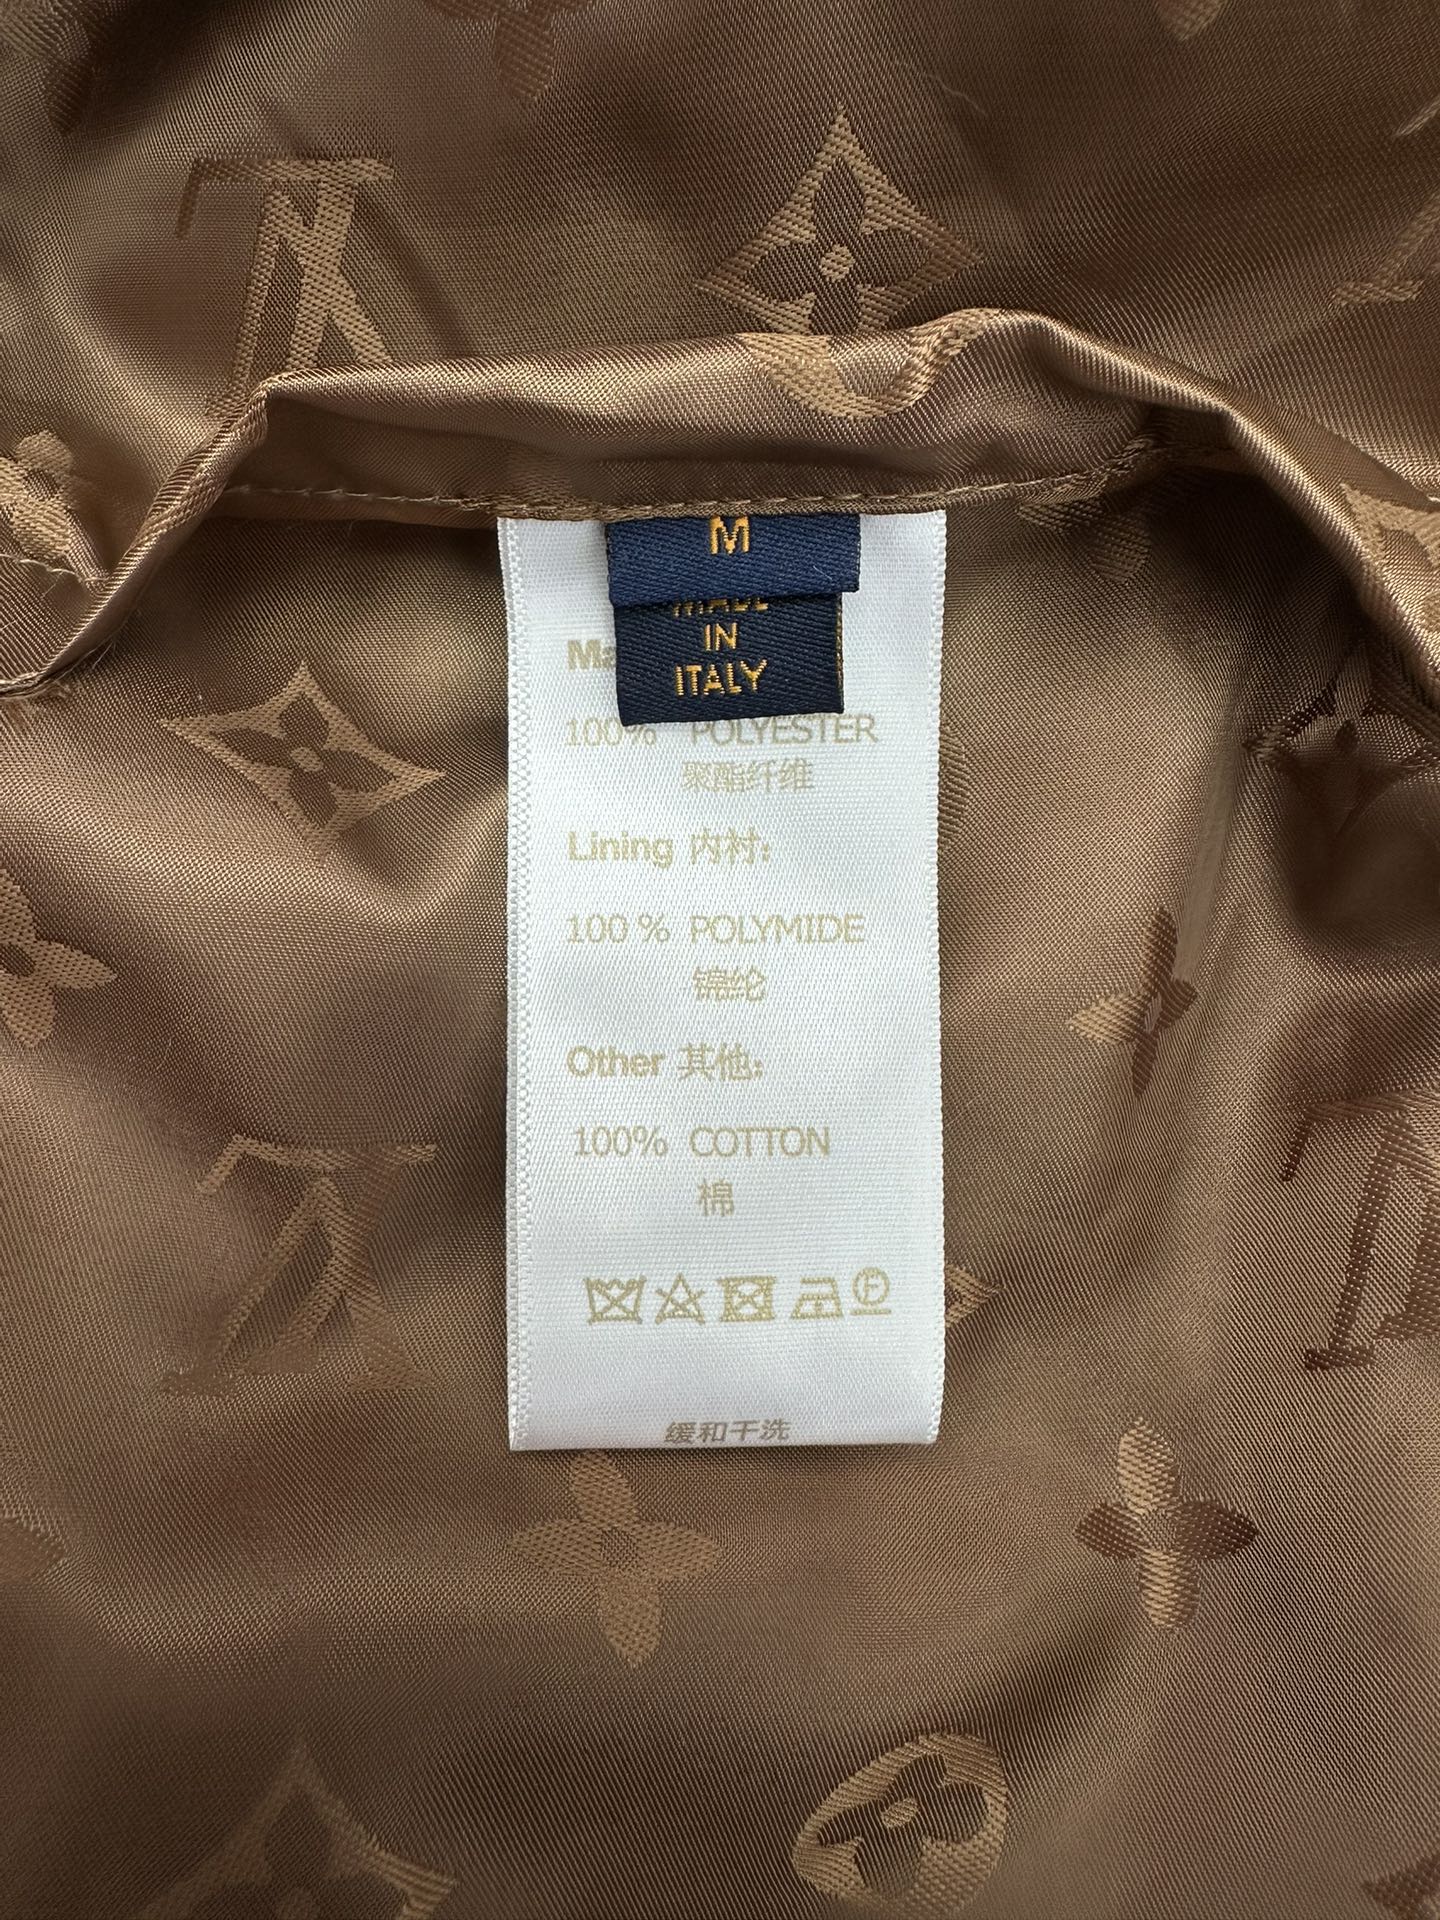 M
IN
ITALY
100% POLYESTER
聚酯纤维
Lining 内衬:
100 % POLYMIDE
锦纶
Other 其他:
100% COTTON
棉
F
缓和干洗